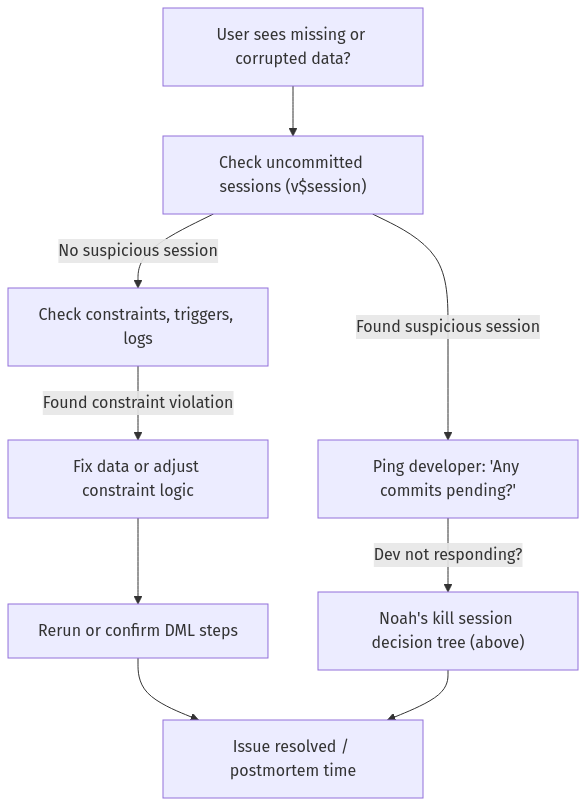 User sees missing or
corrupted data?
Check uncommitted
sessions (v$session)
No suspicious session
Check constraints, triggers,
logs
Found suspicious session
Found constraint violation
Fix data or adjust
constraint logic
Ping developer: 'Any
commits pending?'
Dev not responding?
Rerun or confirm DML steps
Noah's kill session
decision tree (above)
Issue resolved /
postmortem time